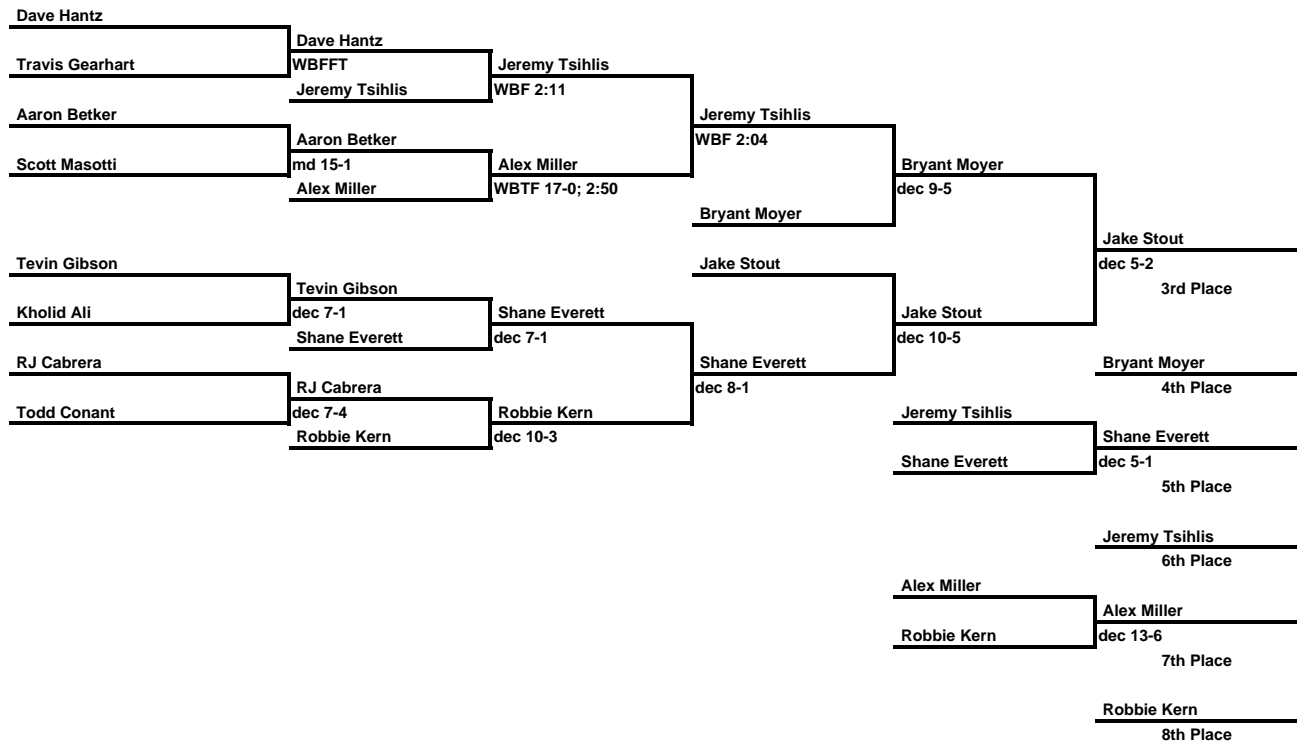 Dave Hantz
Dave Hantz
Travis Gearhart
WBFFT
Jeremy Tsihlis
Jeremy Tsihlis
WBF 2:11
Aaron Betker
Jeremy Tsihlis
Aaron Betker
WBF 2:04
Scott Masotti
md 15-1
Alex Miller
Bryant Moyer
Alex Miller
WBTF 17-0; 2:50
dec 9-5
Bryant Moyer
Jake Stout
Tevin Gibson
Jake Stout
dec 5-2
Tevin Gibson
3rd Place
Kholid Ali
dec 7-1
Shane Everett
Jake Stout
Shane Everett
dec 7-1
dec 10-5
RJ Cabrera
Shane Everett
Bryant Moyer
RJ Cabrera
dec 8-1
4th Place
Todd Conant
dec 7-4
Robbie Kern
Jeremy Tsihlis
Robbie Kern
dec 10-3
Shane Everett
Shane Everett
dec 5-1
5th Place
Jeremy Tsihlis
6th Place
Alex Miller
Alex Miller
Robbie Kern
dec 13-6
7th Place
Robbie Kern
8th Place